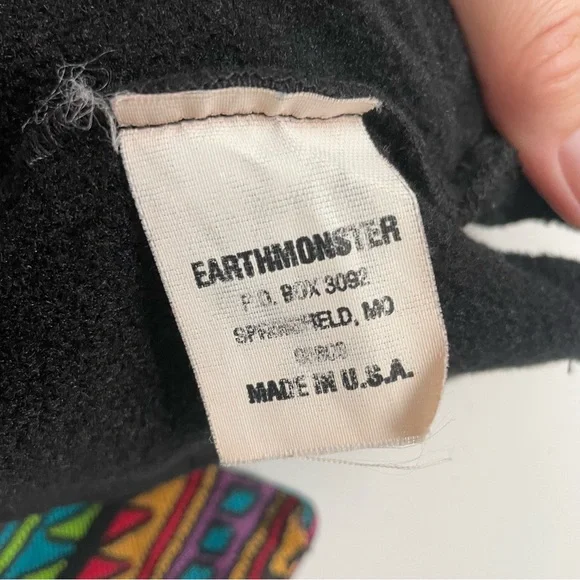 EARTHMONSTER
P.O. BOX 3092
SPRINGFIELD, MO
MADE IN U.S.A.